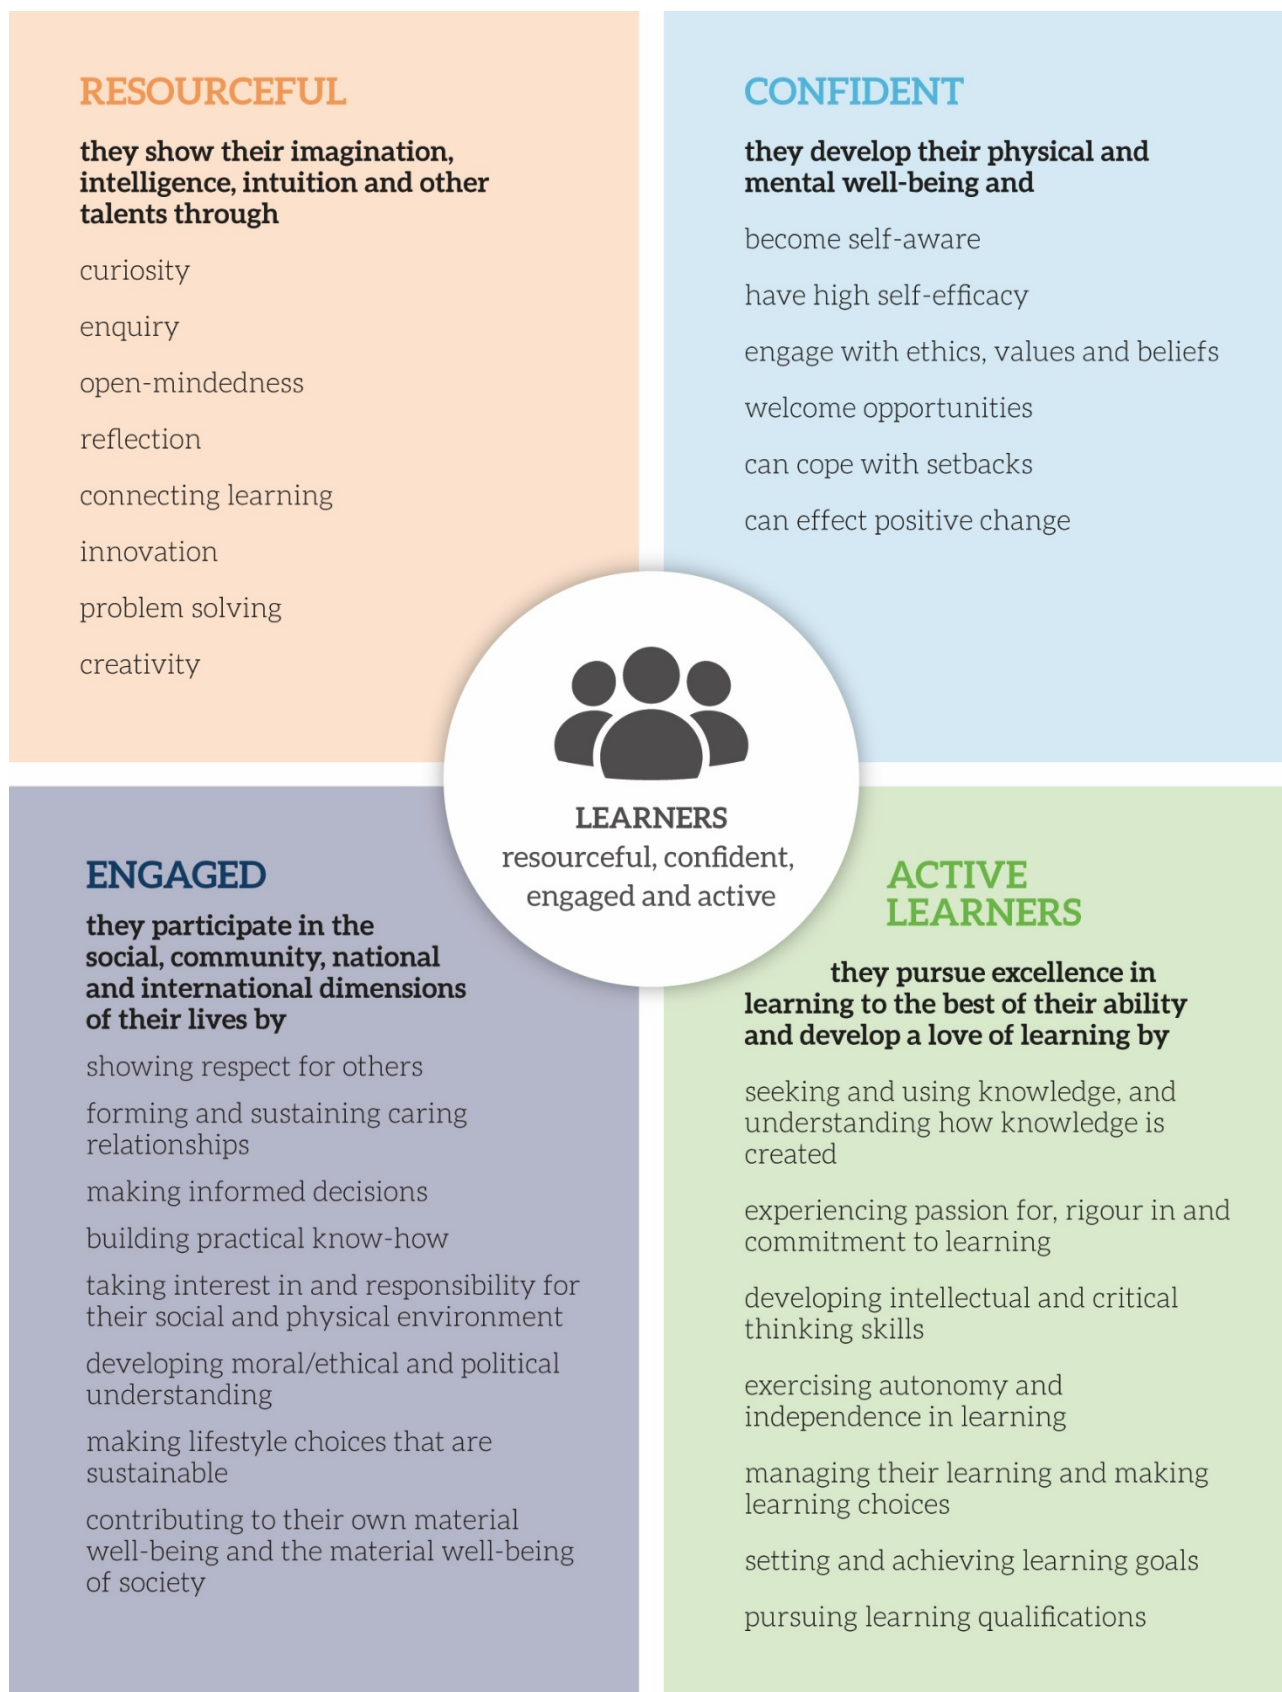 RESOURCEFUL
they show their imagination,
intelligence, intuition and other
talents through
curiosity
enquiry
open-mindedness
reflection
connecting learning
innovation
problem solving
creativity
CONFIDENT
they develop their physical and
mental well-being and
become self-aware
have high self-efficacy
engage with ethics, values and beliefs
welcome opportunities
can cope with setbacks
can effect positive change
LEARNERS
resourceful, confident,
engaged and active
ENGAGED
they participate in the
social, community, national
and international dimensions
of their lives by
showing respect for others
forming and sustaining caring
relationships
making informed decisions
building practical know-how
taking interest in and responsibility for
their social and physical environment
developing moral/ethical and political
understanding
making lifestyle choices that are
sustainable
contributing to their own material
well-being and the material well-being
of society
ACTIVE
LEARNERS
they pursue excellence in
learning to the best of their ability
and develop a love of learning by
seeking and using knowledge, and
understanding how knowledge is
created
experiencing passion for, rigour in and
commitment to learning
developing intellectual and critical
thinking skills
exercising autonomy and
independence in learning
managing their learning and making
learning choices
setting and achieving learning goals
pursuing learning qualifications